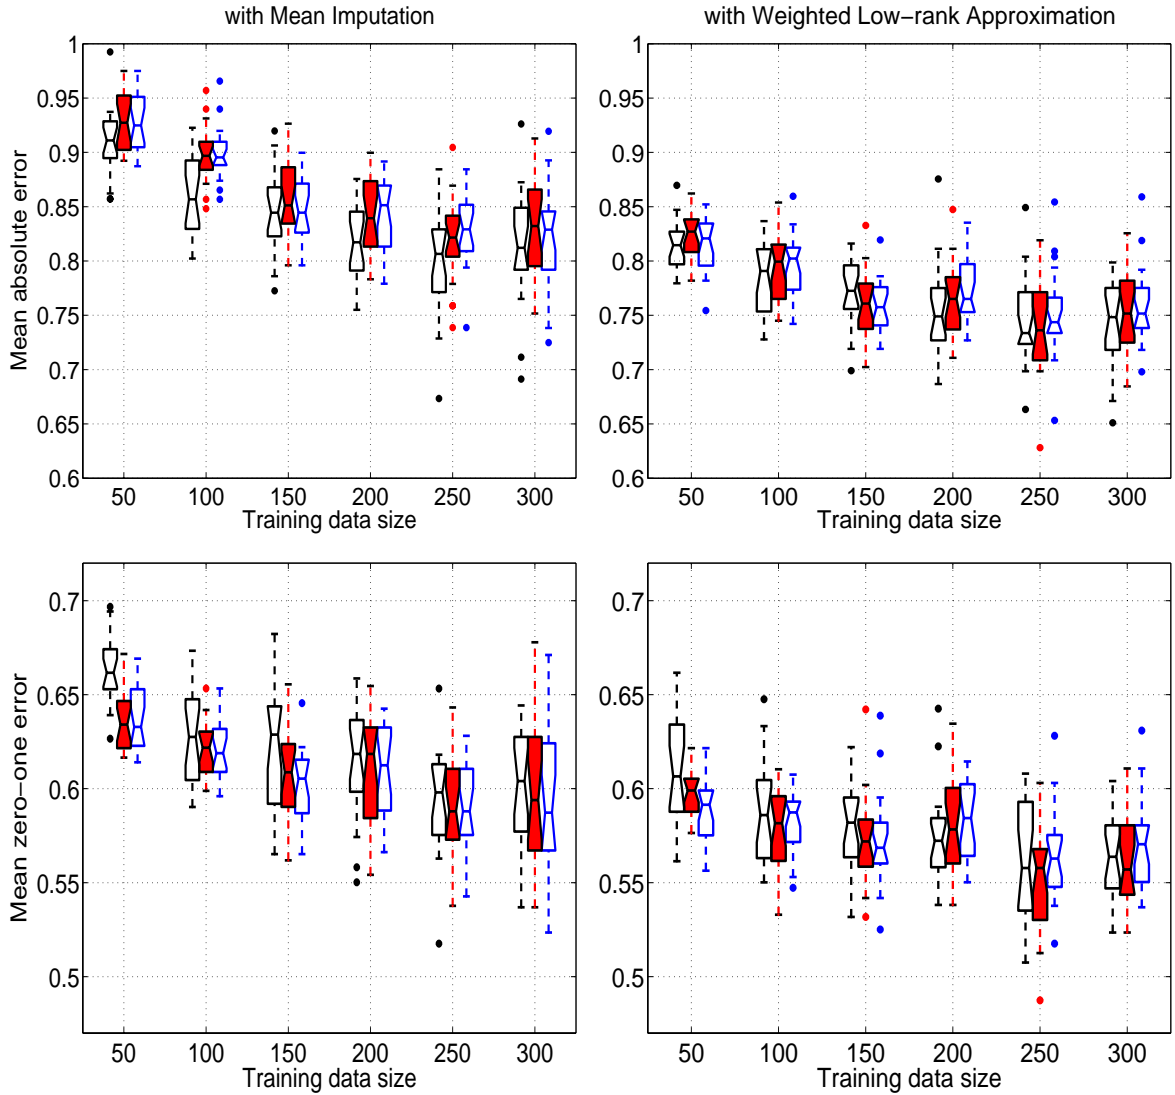 with Mean Imputation
with Weighted Low−rank Approximation
Mean absolute error
1
0.95
0.9
0.85
0.8
0.75
0.7
0.65
0.6
50 100 150 200 250 300
Training data size
1
0.95
0.9
0.85
0.8
0.75
0.7
0.65
0.6
50 100 150 200 250 300
Training data size
Mean zero−one error
0.7
0.65
0.6
0.55
0.5
50 100 150 200 250 300
Training data size
0.7
0.65
0.6
0.55
0.5
50 100 150 200 250 300
Training data size